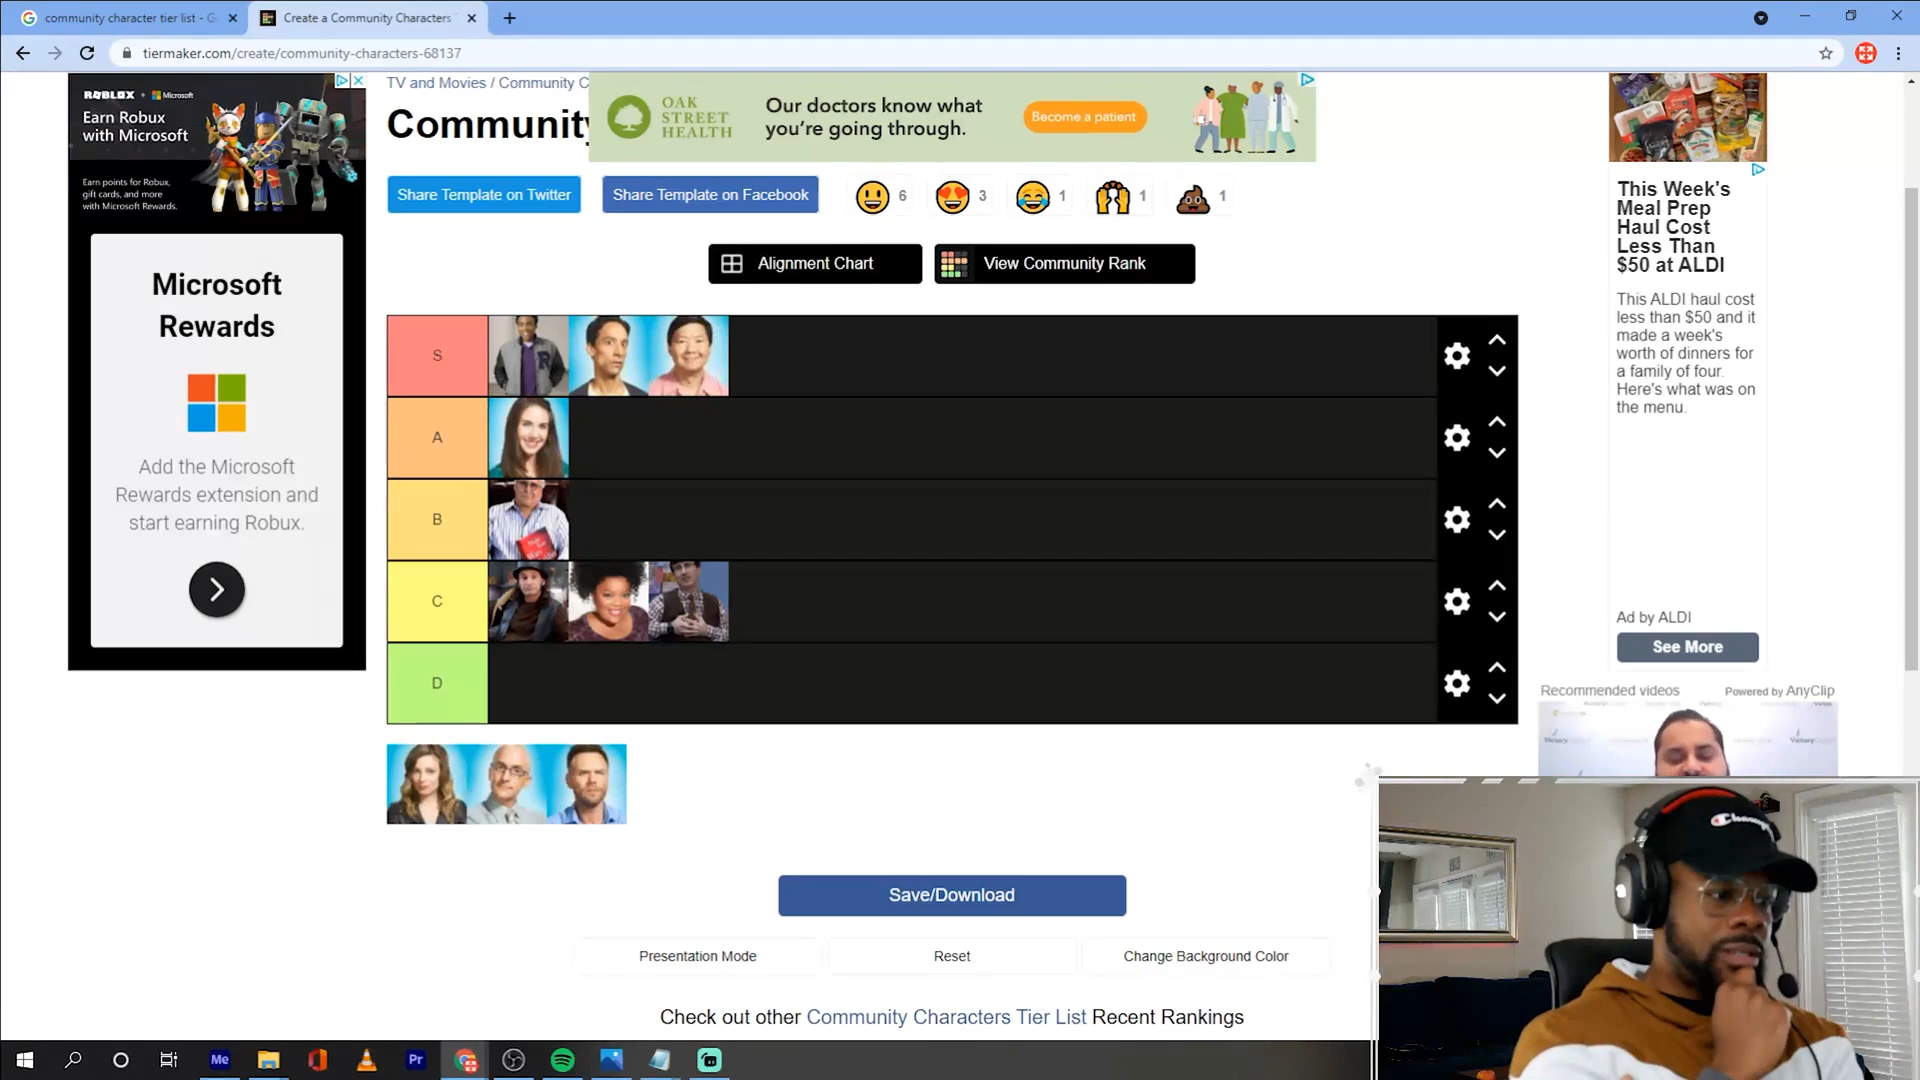 community character tier list - G
Create a Community Characters
tiermaker.com/create/community-characters-68137
ROBLOX + Microsoft
Earn Robux
with Microsoft
Earn points for Robux,
gift cards, and more
with Microsoft Rewards.
Microsoft
Rewards
Add the Microsoft
Rewards extension and
start earning Robux.
TV and Movies / Community C
Community
OAK
STREET
HEALTH
Our doctors know what
you're going through.
Become a patient
Share Template on Twitter
Share Template on Facebook
6
3
1
1
1
Alignment Chart
View Community Rank
S
A
B
C
D
Save/Download
Presentation Mode
Reset
Change Background Color
Check out other Community Characters Tier List Recent Rankings
This Week's
Meal Prep
Haul Cost
Less Than
$50 at ALDI
This ALDI haul cost
less than $50 and it
made a week's
worth of dinners for
a family of four.
Here's what was on
the menu.
Ad by ALDI
See More
Recommended videos
Powered by AnyClip
Victory
Victory
Champion
Me
Pr